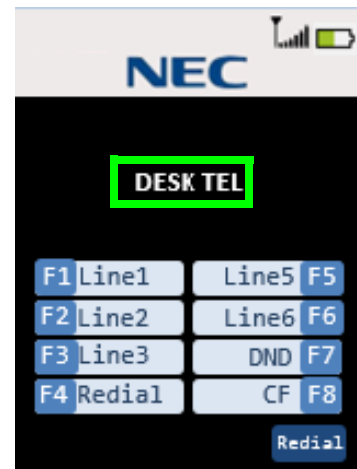 NEC
DESK TEL
F1 Line1 Line5 F5
F2 Line2 Line6 F6
F3 Line3 DND F7
F4 Redial CF F8
Redial